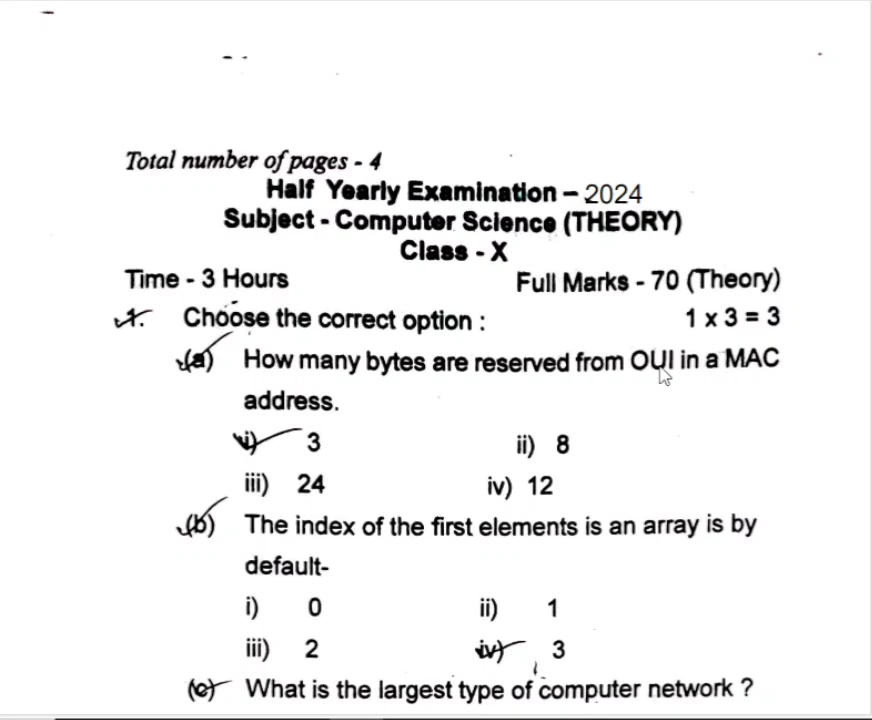 Total number of pages - 4
Half Yearly Examination – 2024
Subject - Computer Science (THEORY)
Class - X
Time - 3 Hours Full Marks - 70 (Theory)
1. Choose the correct option : 1 x 3 = 3
(a) How many bytes are reserved from OUI in a MAC
address.
i) 3 ii) 8
iii) 24 iv) 12
(b) The index of the first elements is an array is by
default-
i) 0 ii) 1
iii) 2 iv) 3
(c) What is the largest type of computer network ?